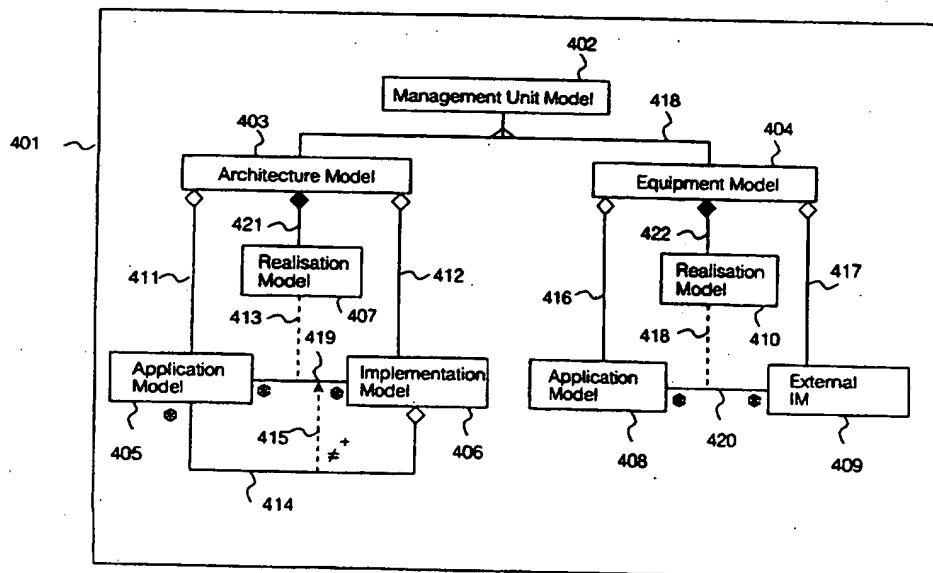 402
Management Unit Model
418
401
403
404
Architecture Model
Equipment Model
421
422
411
Realisation
Model
412
416
Realisation
Model
417
413
407
418
410
419
Application
Model
Implementation
Model
Application
Model
External
IM
415
≠+
405
406
408
420
409
414